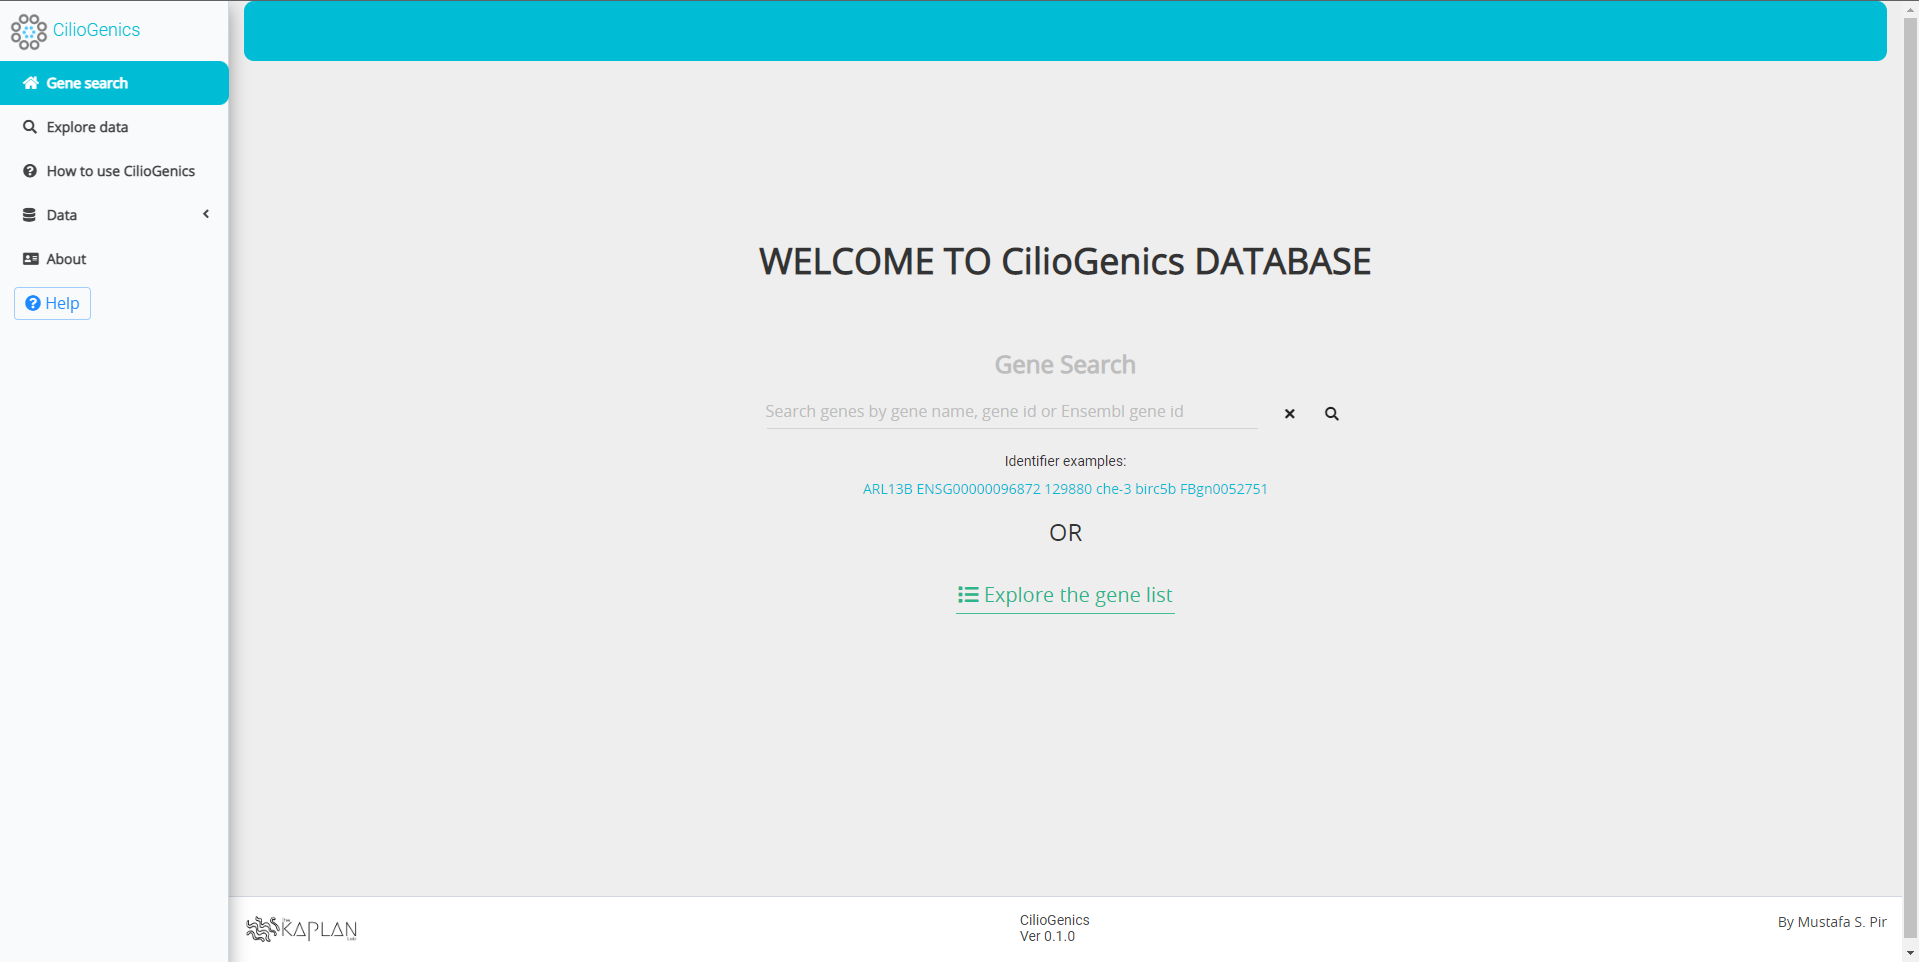 CilioGenics
Gene search
Explore data
How to use CilioGenics
Data
About
Help
WELCOME TO CilioGenics DATABASE
Gene Search
Search genes by gene name, gene id or Ensembl gene id
Identifier examples:
ARL13B ENSG00000096872 129880 che-3 birc5b FBgn0052751
OR
Explore the gene list
KAPLAN
CilioGenics
Ver 0.1.0
By Mustafa S. Pir